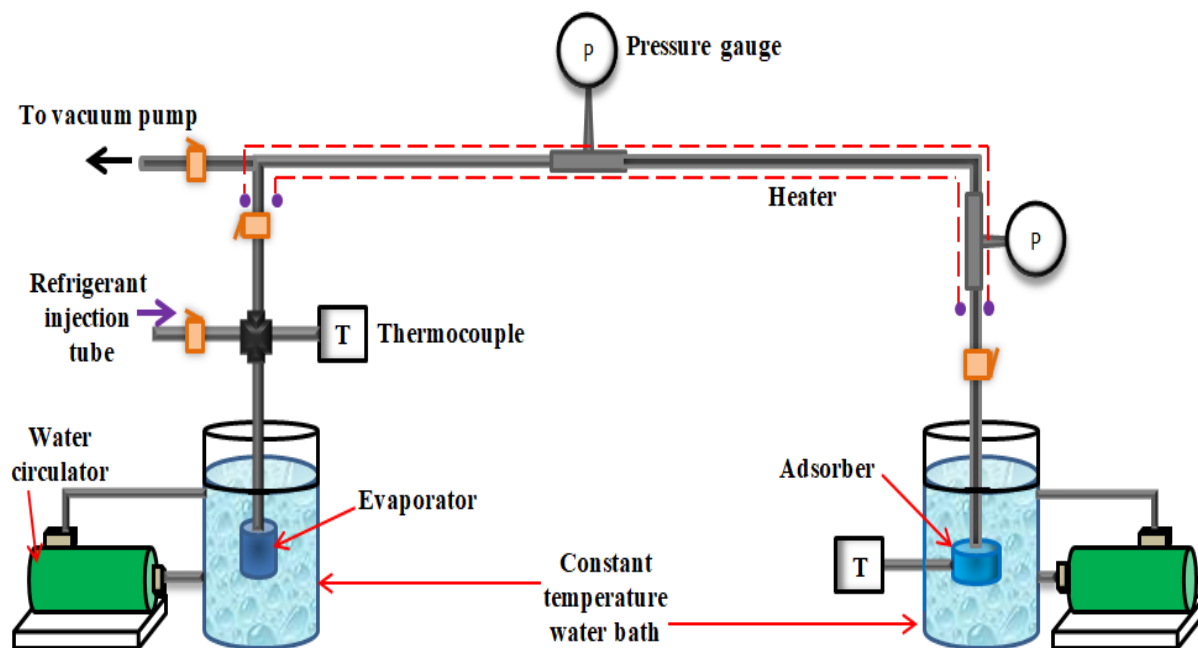 P
Pressure gauge
To vacuum pump
Heater
P
Refrigerant
injection
tube
T
Thermocouple
Water
circulator
Evaporator
Adsorber
T
Constant
temperature
water bath